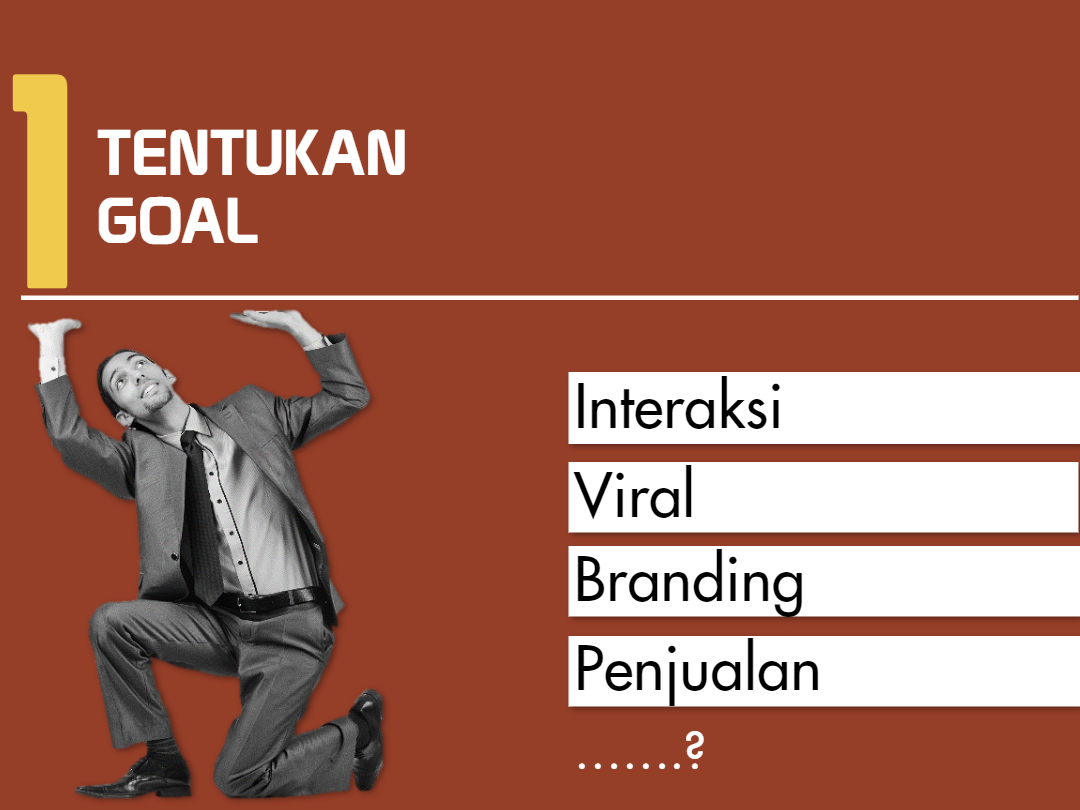 1
TENTUKAN
GOAL
Interaksi
Viral
Branding
Penjualan
.......?